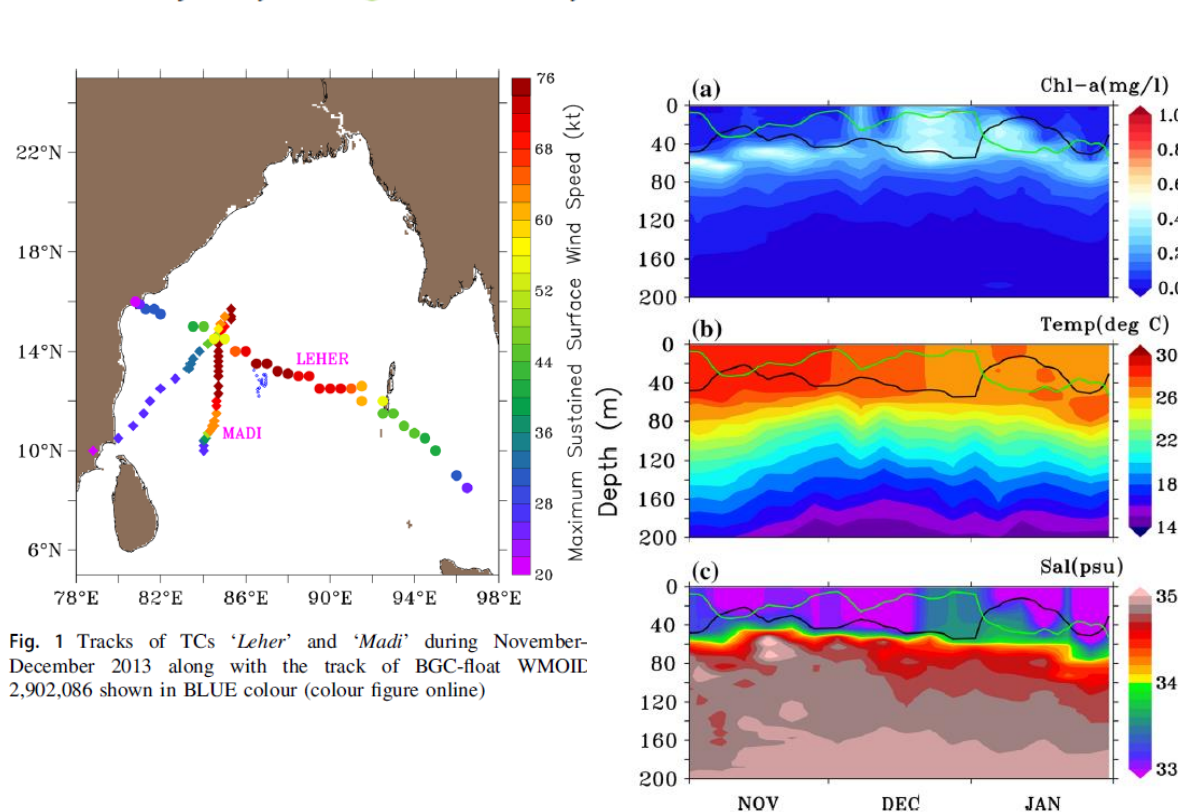 76
68
60
52
44
36
28
20
Maximum Sustained Surface Wind Speed (kt)
22°N
18°N
14°N
10°N
6°N
LEHER
MADI
78°E 82°E 86°E 90°E 94°E 98°E
Fig. 1 Tracks of TCs ‘Leher’ and ‘Madi’ during November-
December 2013 along with the track of BGC-float WMOID
2,902,086 shown in BLUE colour (colour figure online)
(a) Chl-a(mg/l)
0
40
80
120
160
200
1.0
0.8
0.6
0.4
0.2
0.0
(b) Temp(deg C)
0
40
80
120
160
200
30
26
22
18
14
Depth (m)
(c) Sal(psu)
0
40
80
120
160
200
35
34
33
NOV DEC JAN